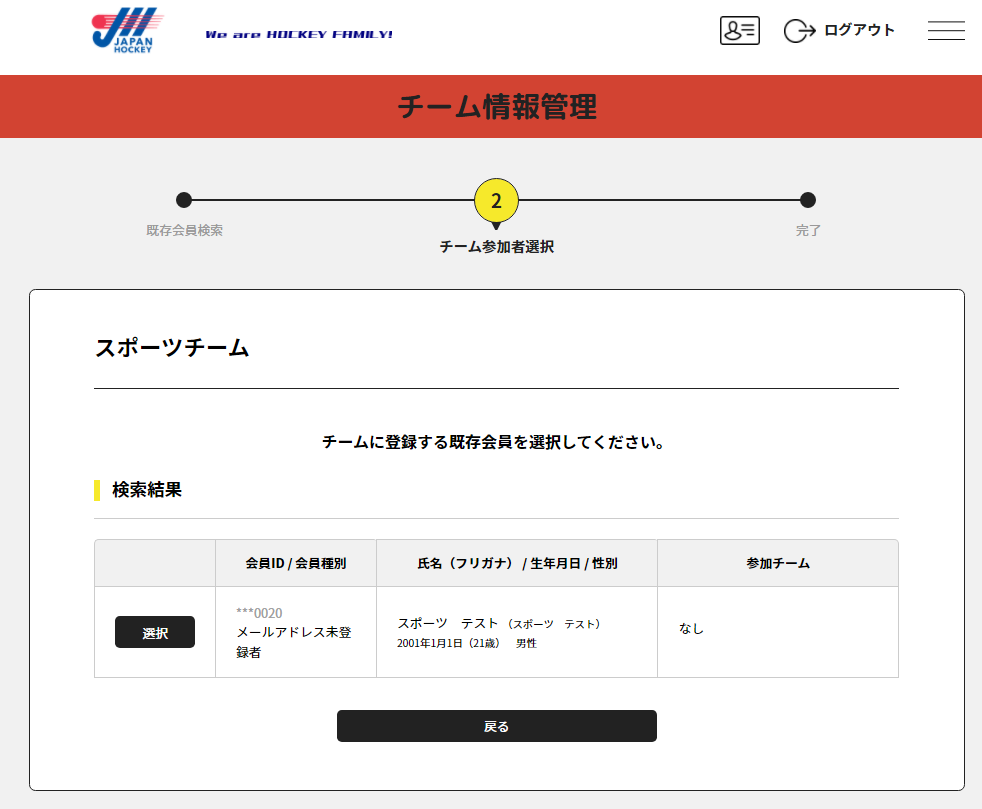 JAPAN
HOCKEY
We are HOCKEY FAMILY!
ログアウト
チーム情報管理
2
既存会員検索
チーム参加者選択
完了
スポーツチーム
チームに登録する既存会員を選択してください。
検索結果
会員ID / 会員種別
氏名（フリガナ） / 生年月日 / 性別
参加チーム
選択
***0020
メールアドレス未登
録者
スポーツ　テスト （スポーツ　テスト）
2001年1月1日（21歳）　男性
なし
戻る